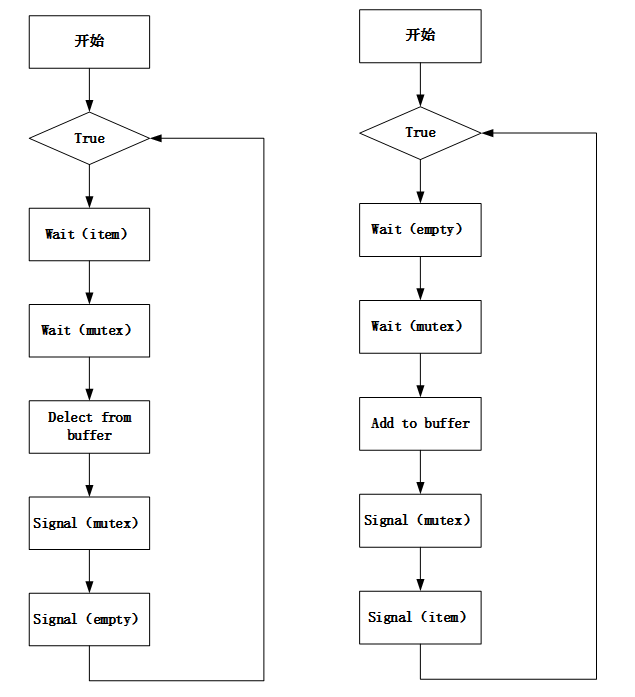 开始
True
Wait（item）
Wait（mutex）
Delect from
buffer
Signal（mutex）
Signal（empty）
开始
True
Wait（empty）
Wait（mutex）
Add to buffer
Signal（mutex）
Signal（item）